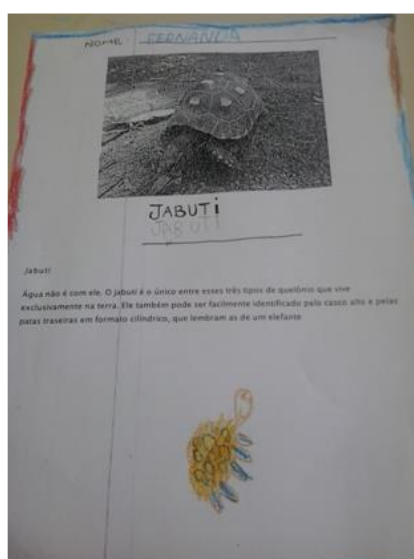 NOME: FERNANDA
JABUTI
JABUTI
Jabuti
Água não é com ele. O jabuti é o único entre esses três tipos de quelônio que vive
exclusivamente na terra. Ele também pode ser facilmente identificado pelo casco alto e pelas
patas traseiras em formato cilíndrico, que lembram as de um elefante